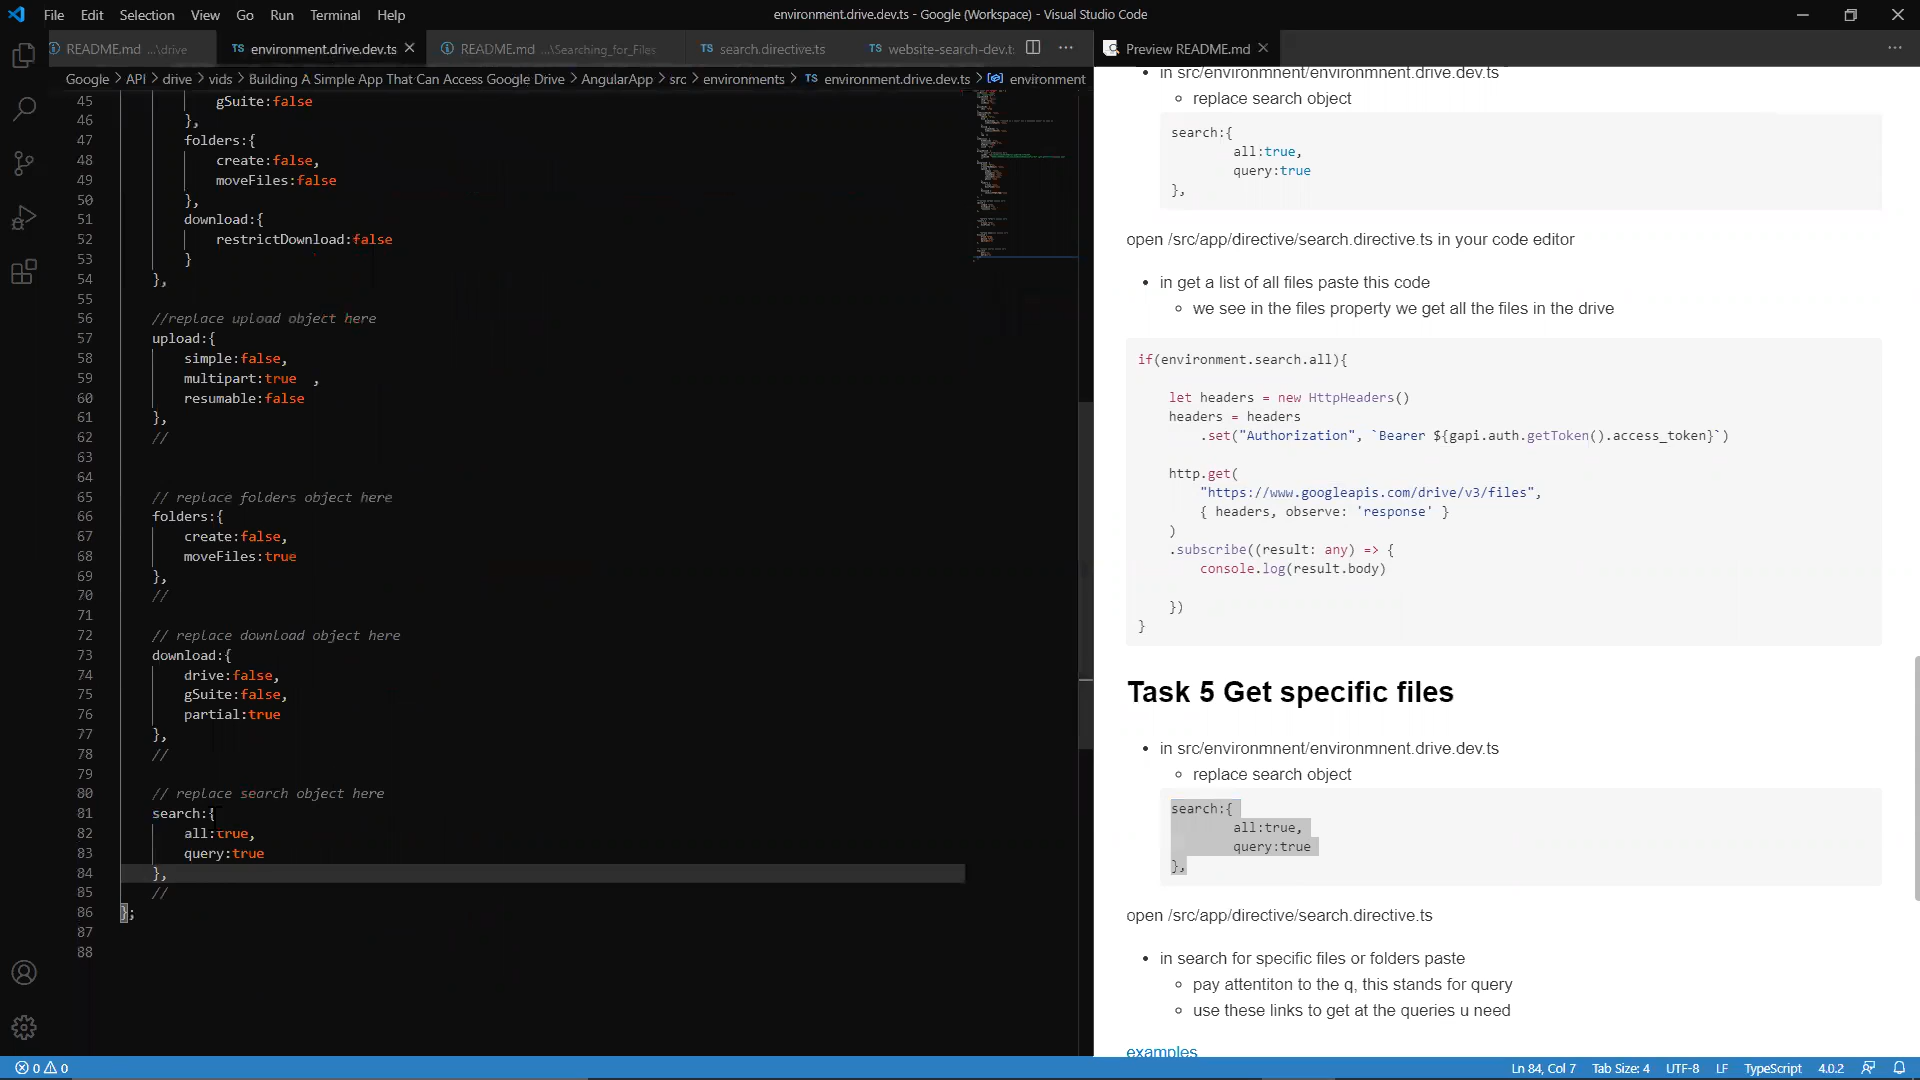 File Edit Selection View Go Run Terminal Help
environment.drive.dev.ts - Google (Workspace) - Visual Studio Code
README.md ...\drive
TS environment.drive.dev.ts
README.md ...\Searching_for_Files
TS search.directive.ts
TS website-search-dev.t
Preview README.md
Google > API > drive > vids > Building A Simple App That Can Access Google Drive > AngularApp > src > environments > TS environment.drive.dev.ts > environment
45 gSuite:false
46 },
47 folders:{
48 create:false,
49 moveFiles:false
50 },
51 download:{
52 restrictDownload:false
53 }
54 },
55
56 //replace upload object here
57 upload:{
58 simple:false,
59 multipart:true ,
60 resumable:false
61 },
62 //
63
64
65 // replace folders object here
66 folders:{
67 create:false,
68 moveFiles:true
69 },
70 //
71
72 // replace download object here
73 download:{
74 drive:false,
75 gSuite:false,
76 partial:true
77 },
78 //
79
80 // replace search object here
81 search:{
82 all:true,
83 query:true
84 },
85 //
86 };
87
88
• in src/environmnent/environmnent.drive.dev.ts
◦ replace search object
search:{
all:true,
query:true
},
open /src/app/directive/search.directive.ts in your code editor
• in get a list of all files paste this code
◦ we see in the files property we get all the files in the drive
if(environment.search.all){
let headers = new HttpHeaders()
headers = headers
.set("Authorization", `Bearer ${gapi.auth.getToken().access_token}`)
http.get(
"https://www.googleapis.com/drive/v3/files",
{ headers, observe: 'response' }
)
.subscribe((result: any) => {
console.log(result.body)
})
}
Task 5 Get specific files
• in src/environmnent/environmnent.drive.dev.ts
◦ replace search object
search:{
all:true,
query:true
},
open /src/app/directive/search.directive.ts
• in search for specific files or folders paste
◦ pay attentiton to the q, this stands for query
◦ use these links to get at the queries u need
examples
0 0
Ln 84, Col 7 Tab Size: 4 UTF-8 LF TypeScript 4.0.2